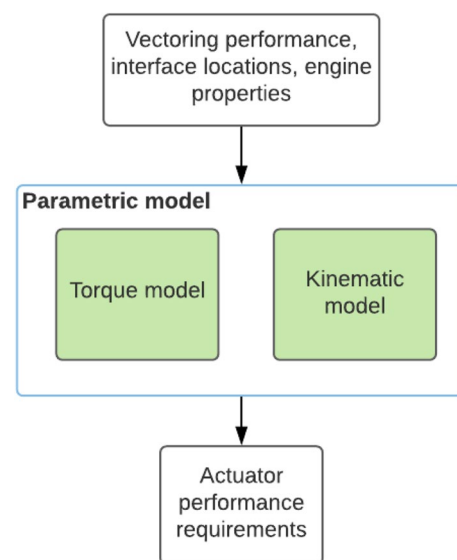 Vectoring performance,
interface locations, engine
properties
Parametric model
Torque model
Kinematic
model
Actuator
performance
requirements